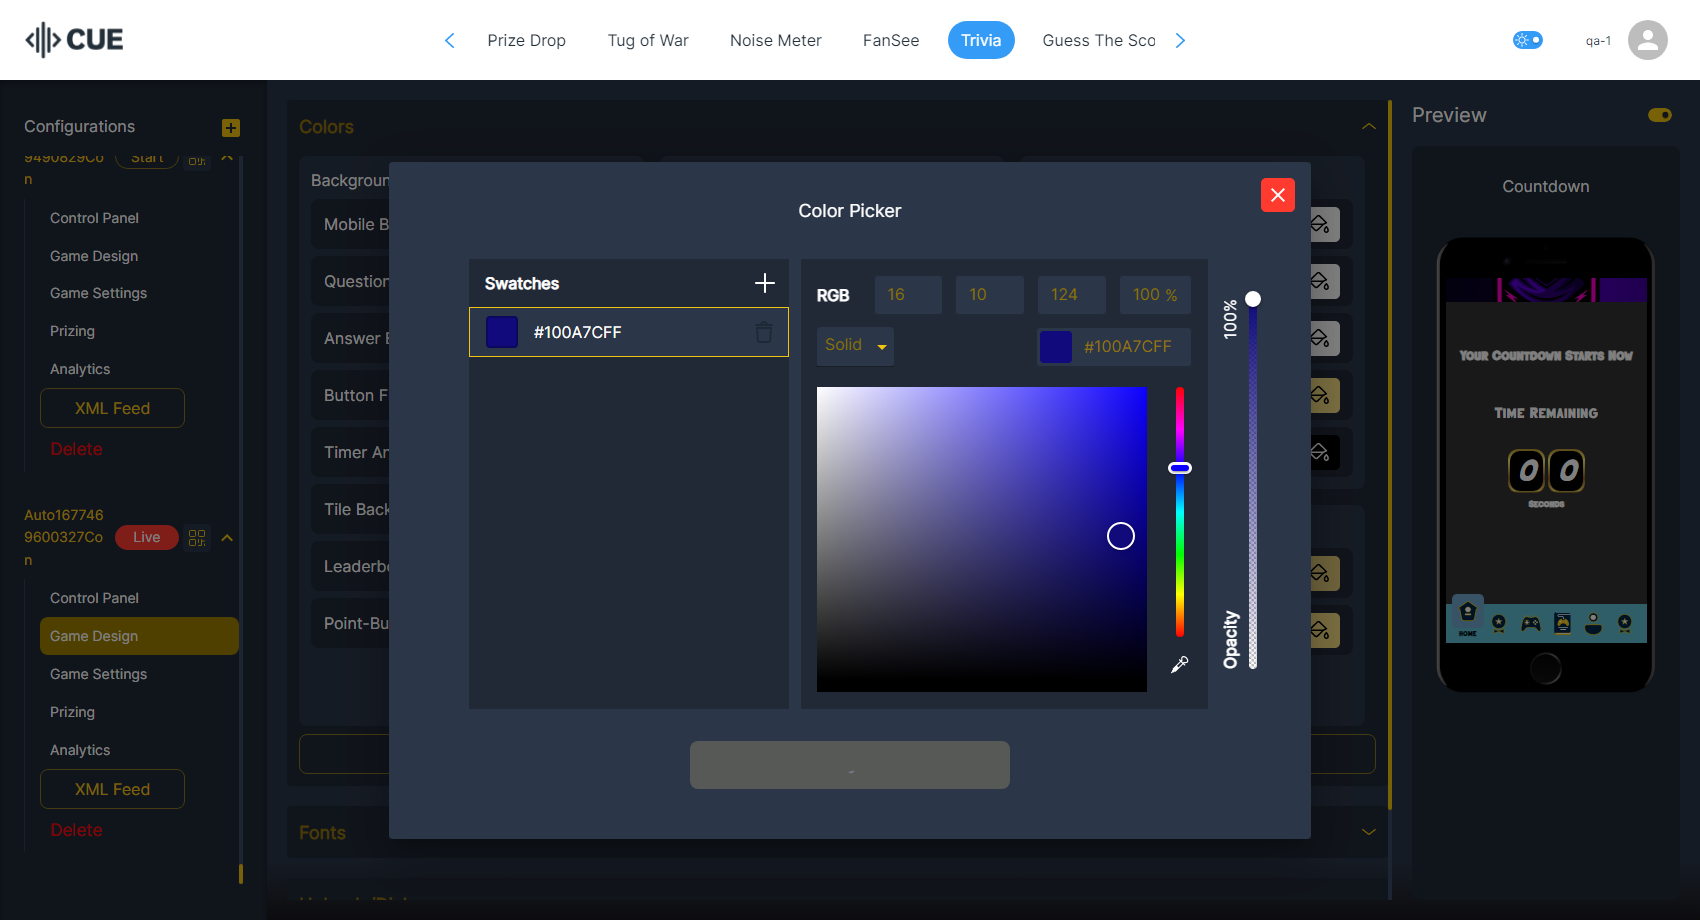 CUE
Prize Drop
Tug of War
Noise Meter
FanSee
Trivia
Guess The Sco
qa-1
Configurations
9490829Co
n
Start
Control Panel
Game Design
Game Settings
Prizing
Analytics
XML Feed
Delete
Auto167746
9600327Co
n
Live
Control Panel
Game Design
Game Settings
Prizing
Analytics
XML Feed
Delete
Colors
Backgroun
Mobile B
Question
Answer
Button F
Timer An
Tile Back
Leaderbo
Point-Bu
Fonts
Color Picker
Swatches
#100A7CFF
RGB
16
10
124
100 %
Solid
#100A7CFF
100%
Opacity
Preview
Countdown
Your Countdown Starts Now
Time Remaining
0 0
Seconds
HOME